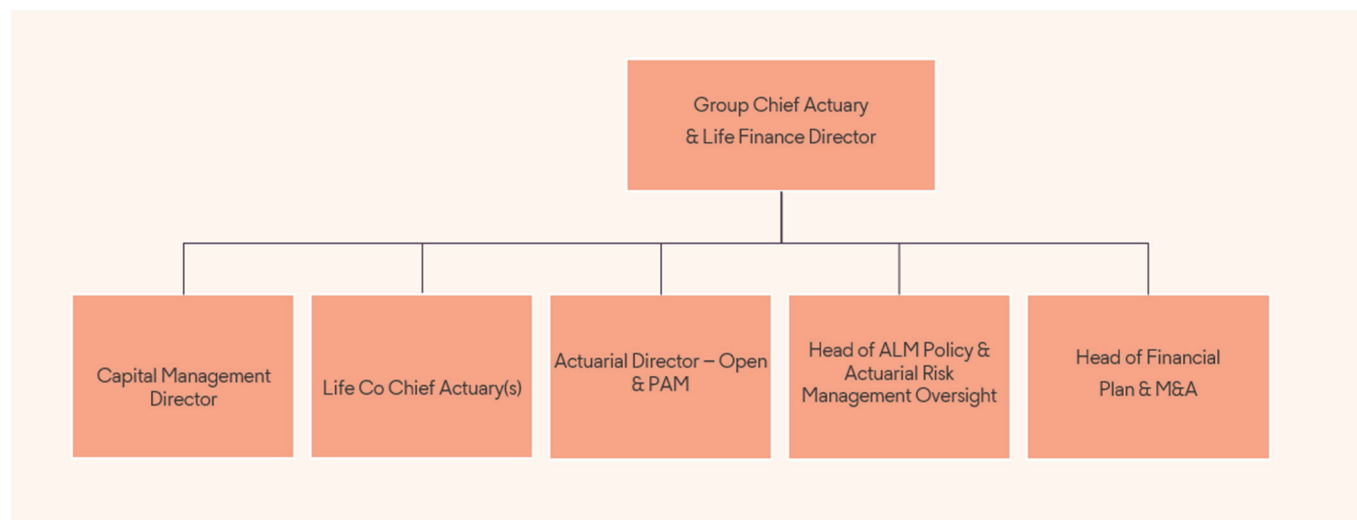 Group Chief Actuary
& Life Finance Director
Capital Management
Director
Life Co Chief Actuary(s)
Actuarial Director – Open
& PAM
Head of ALM Policy &
Actuarial Risk
Management Oversight
Head of Financial
Plan & M&A